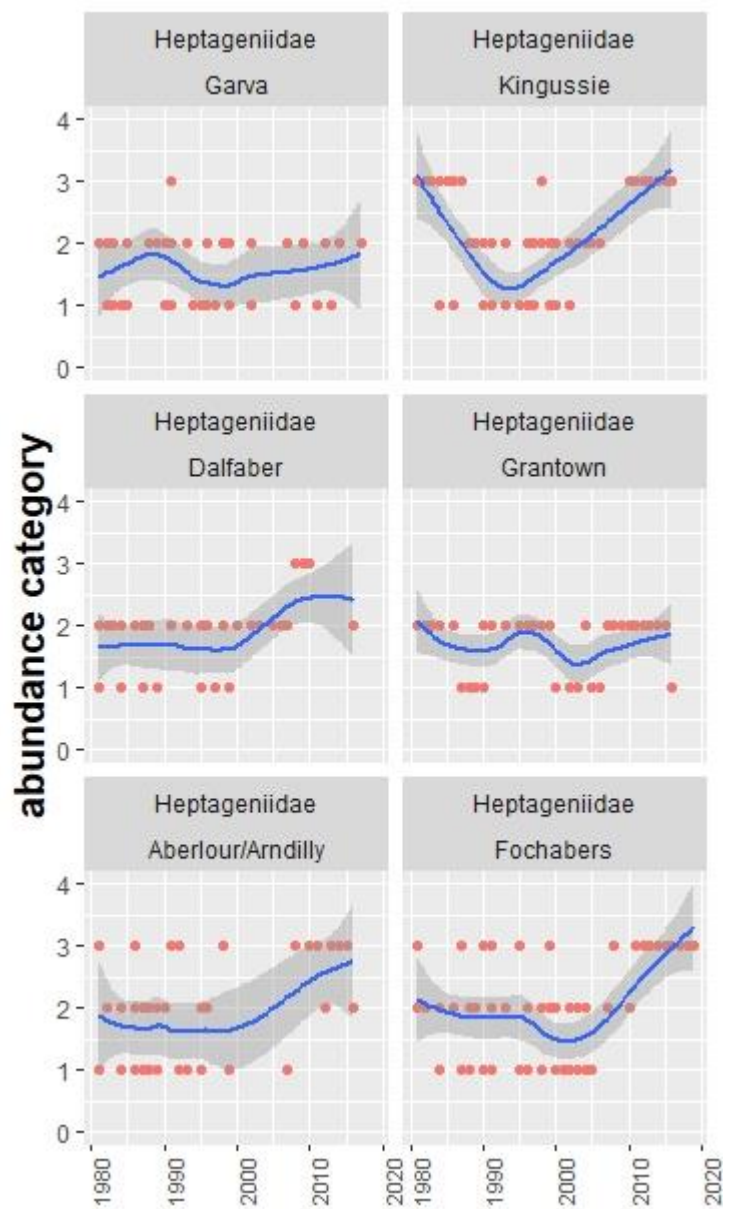 abundance category
Heptageniidae
Garva
Heptageniidae
Kingussie
4
3
2
1
0
Heptageniidae
Dalfaber
Heptageniidae
Grantown
4
3
2
1
0
Heptageniidae
Aberlour/Arndilly
Heptageniidae
Fochabers
4
3
2
1
0
1980
1990
2000
2010
2020
1980
1990
2000
2010
2020